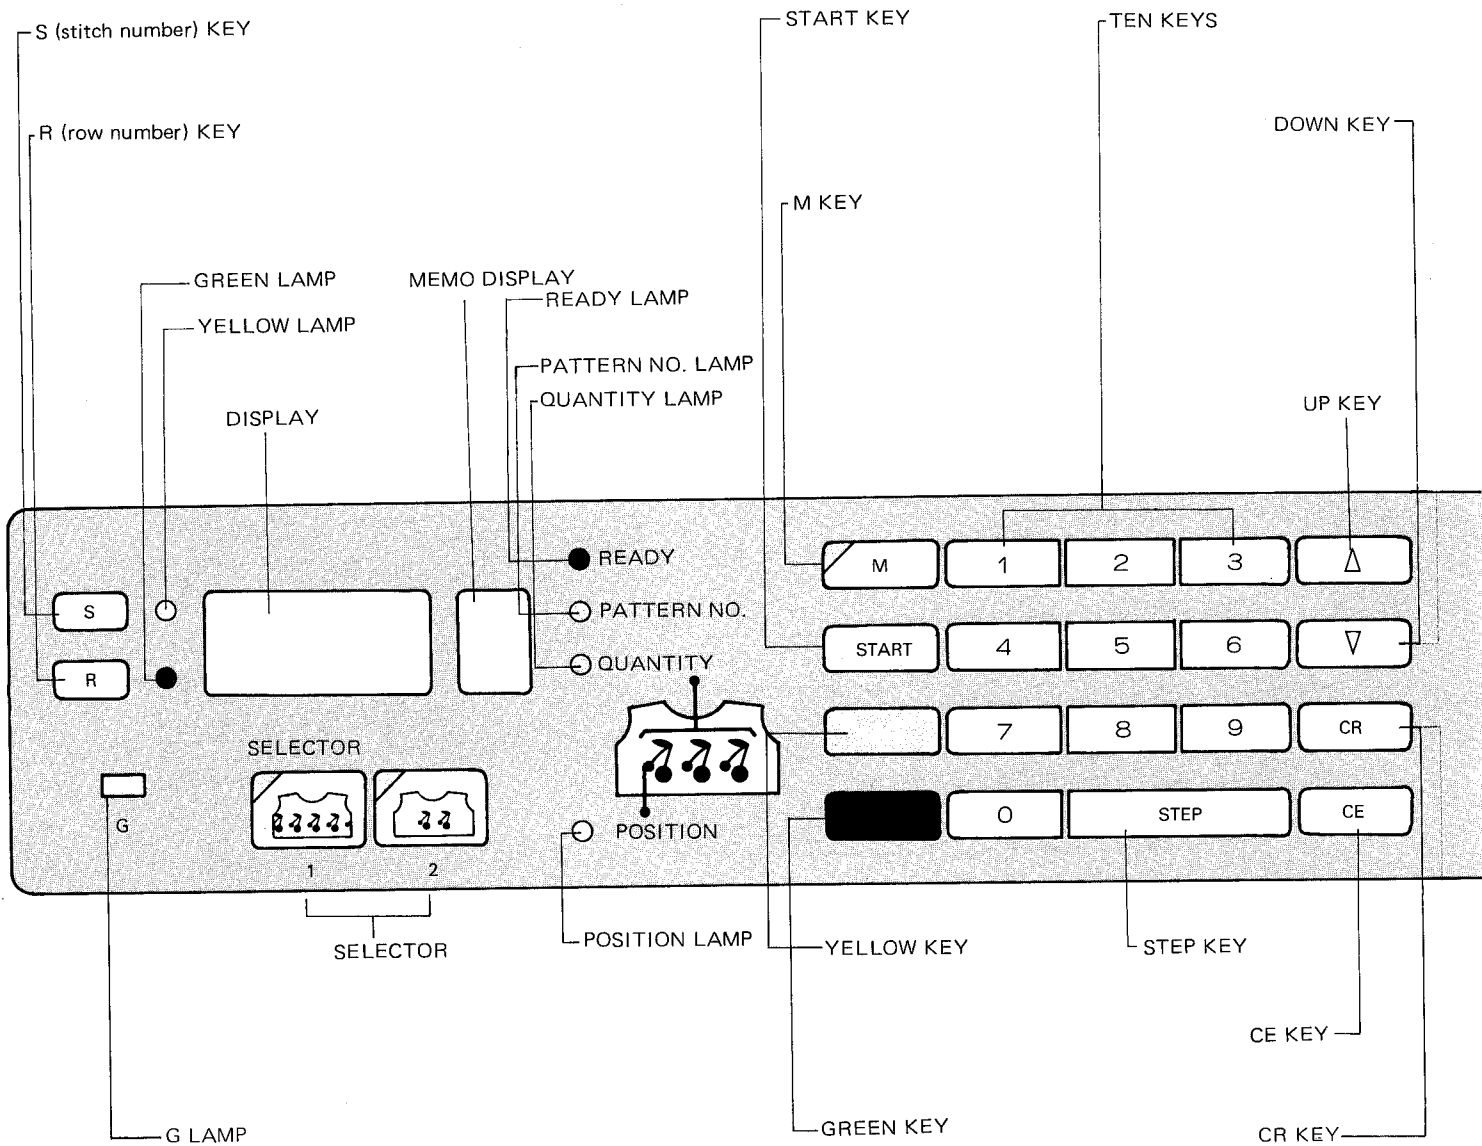 START KEY
TEN KEYS
S (stitch number) KEY
R (row number) KEY
DOWN KEY
M KEY
GREEN LAMP
MEMO DISPLAY
READY LAMP
YELLOW LAMP
PATTERN NO. LAMP
QUANTITY LAMP
DISPLAY
UP KEY
READY
M 1 2 3 △
S
PATTERN NO.
START 4 5 6 ▽
R
QUANTITY
7 8 9 CR
SELECTOR
G
0 STEP CE
POSITION
1 2
SELECTOR
POSITION LAMP
YELLOW KEY
STEP KEY
CE KEY
G LAMP
GREEN KEY
CR KEY